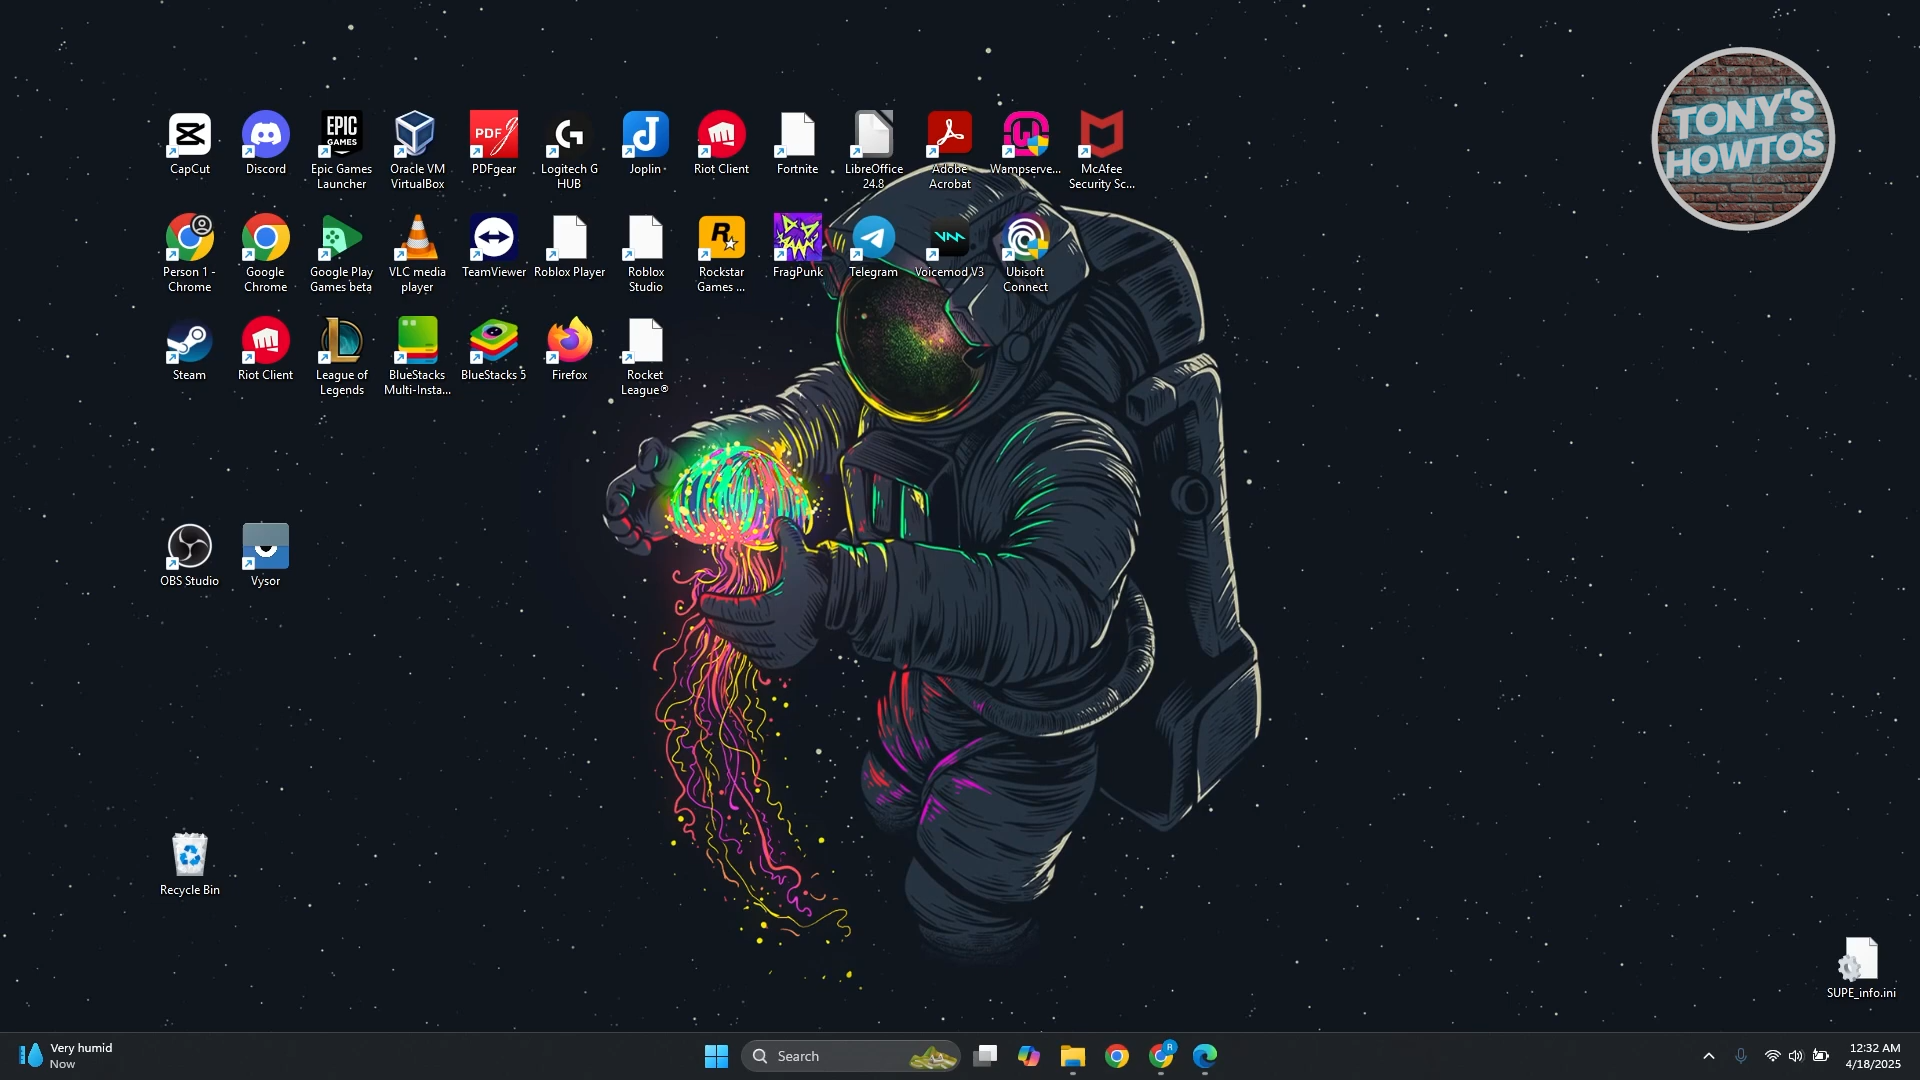 TONY'S
HOWTOS
CapCut
Discord
EPIC
GAMES
Epic Games
Launcher
Oracle VM
VirtualBox
PDF
PDFgear
Logitech G
HUB
Joplin
Riot Client
Fortnite
LibreOffice
24.8
Adobe
Acrobat
Wampserve...
McAfee
Security Sc...
Person 1 -
Chrome
Google
Chrome
Google Play
Games beta
VLC media
player
TeamViewer
Roblox Player
Roblox
Studio
Rockstar
Games ...
FragPunk
Telegram
Voicemod V3
Ubisoft
Connect
Steam
Riot Client
League of
Legends
BlueStacks
Multi-Insta...
BlueStacks 5
Firefox
Rocket
League®
OBS Studio
Vysor
Recycle Bin
SUPE_info.ini
Very humid
Now
Search
R
12:32 AM
4/18/2025